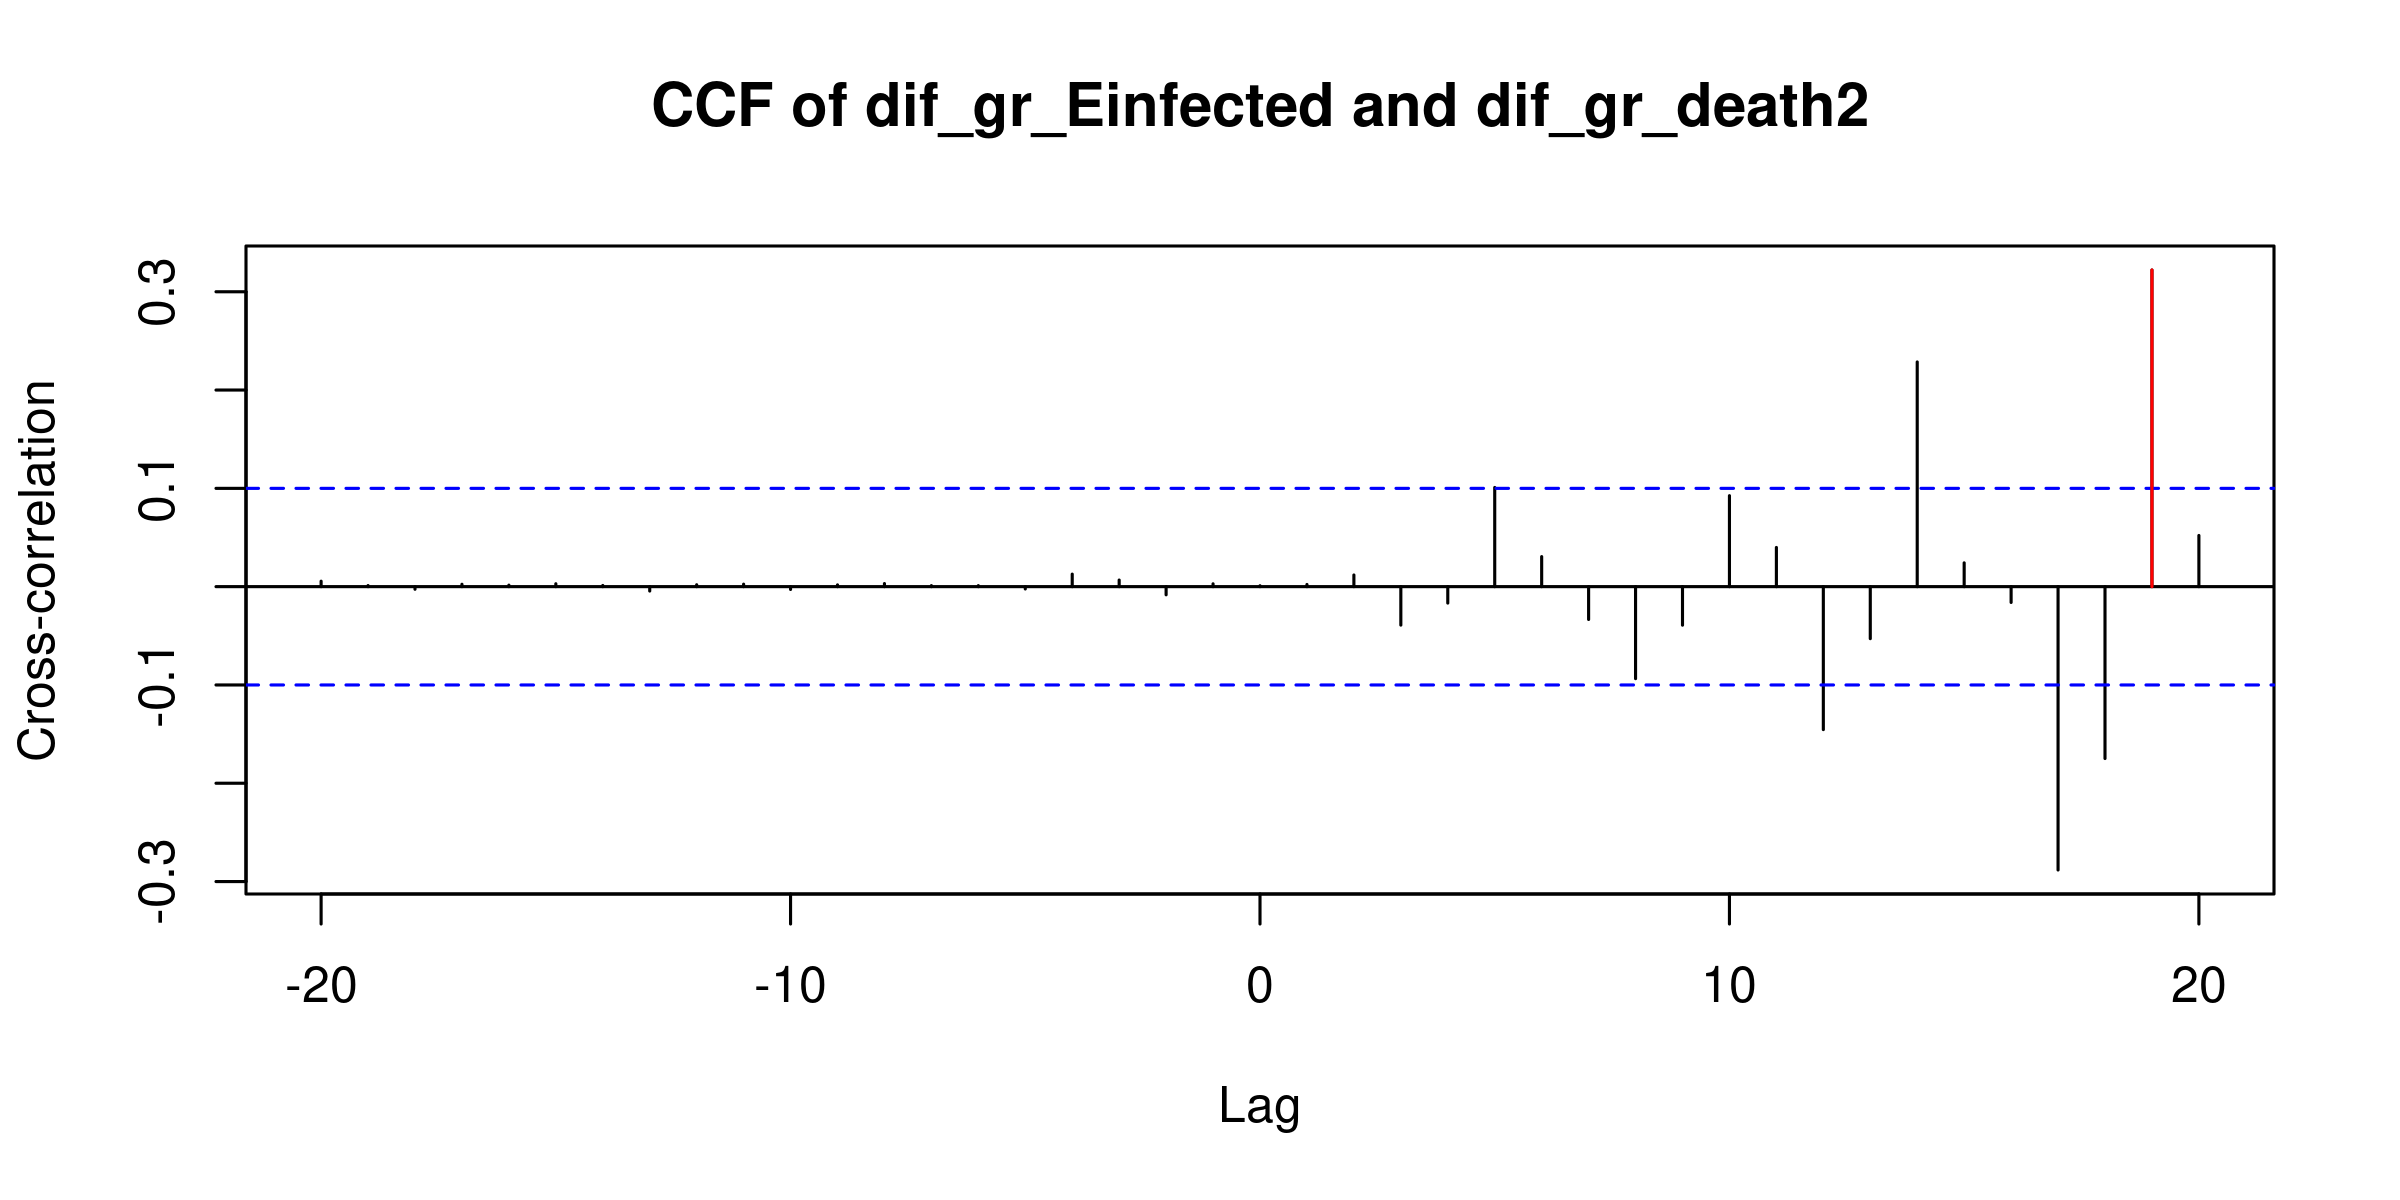 CCF of dif_gr_Einfected and dif_gr_death2
Cross-correlation
0.3
0.1
-0.1
-0.3
-20 -10 0 10 20
Lag